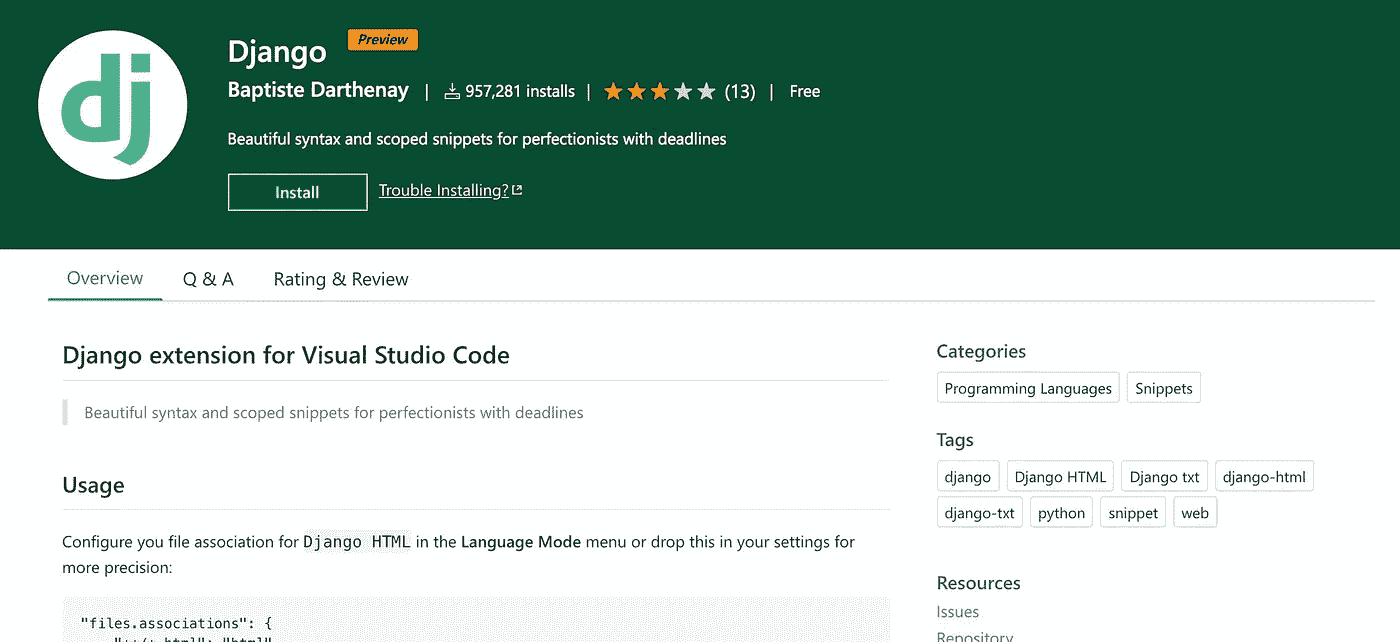 dj
Django
Preview
Baptiste Darthenay | 957,281 installs | (13) | Free
Beautiful syntax and scoped snippets for perfectionists with deadlines
Install
Trouble Installing?
Overview
Q & A
Rating & Review
Django extension for Visual Studio Code
Beautiful syntax and scoped snippets for perfectionists with deadlines
Usage
Configure you file association for Django HTML in the Language Mode menu or drop this in your settings for
more precision:
"files.associations": {
Categories
Programming Languages
Snippets
Tags
django
Django HTML
Django txt
django-html
django-txt
python
snippet
web
Resources
Issues
Repository